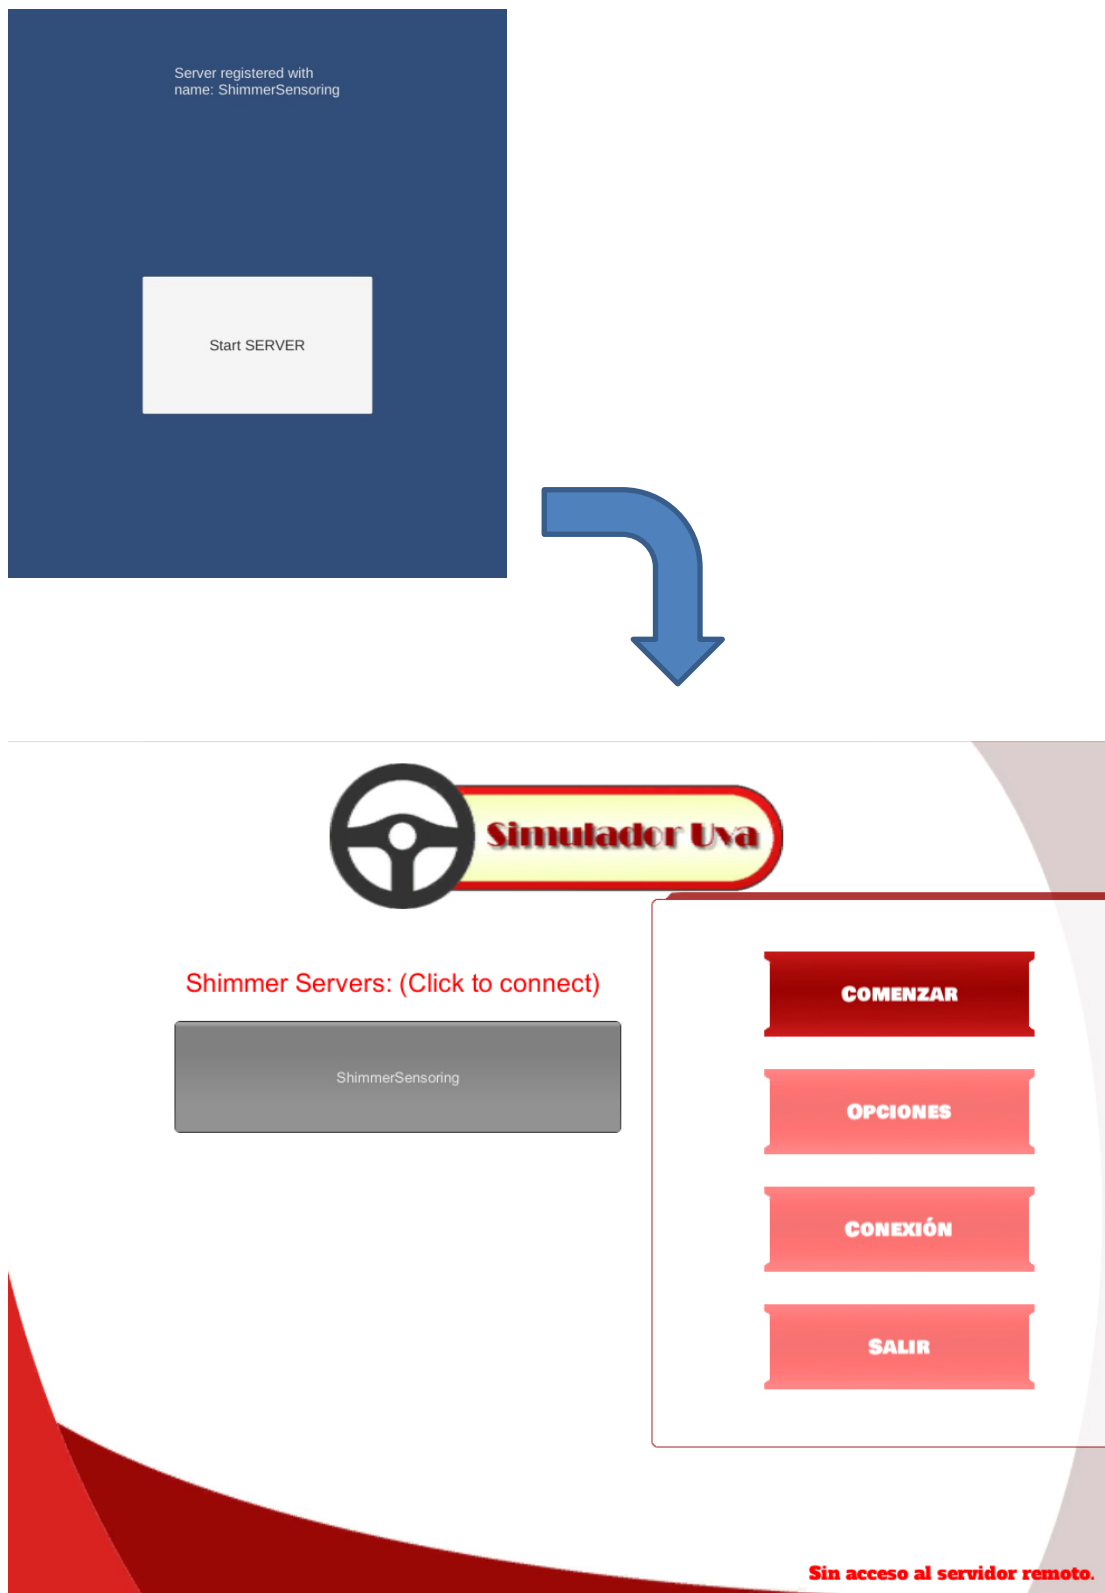 Server registered with
name: ShimmerSensoring
Start SERVER
Simulador Uva
Shimmer Servers: (Click to connect)
ShimmerSensoring
COMENZAR
OPCIONES
CONEXIÓN
SALIR
Sin acceso al servidor remoto.